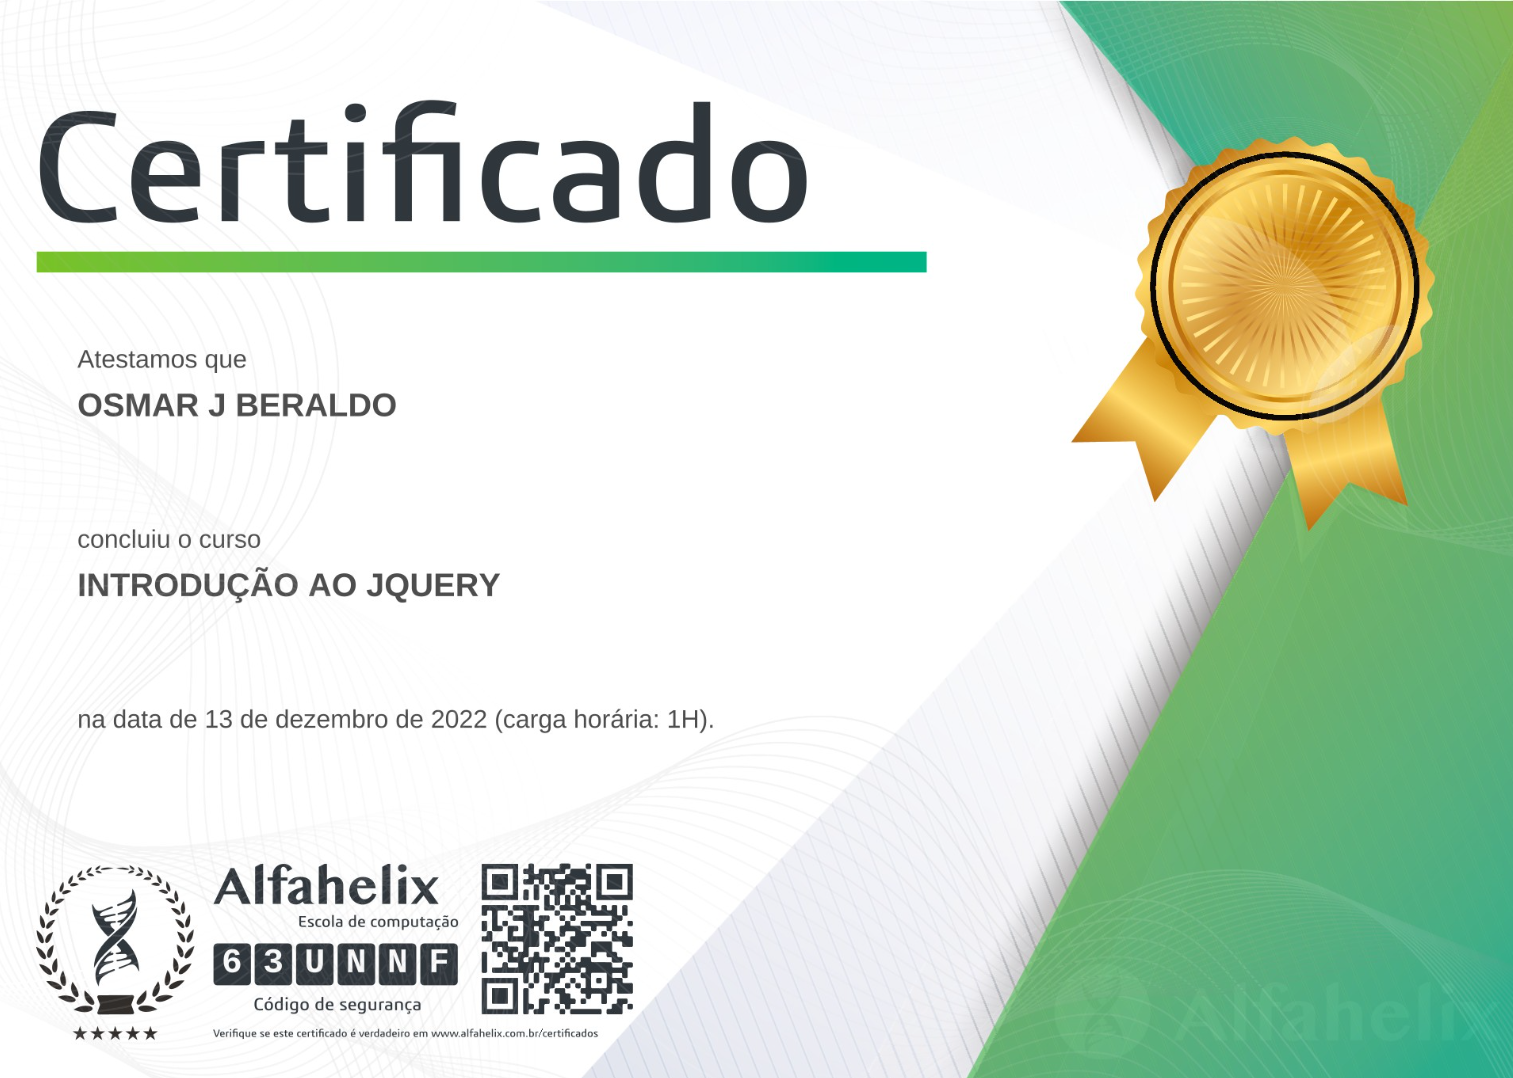 Certificado
Atestamos que
OSMAR J BERALDO
concluiu o curso
INTRODUÇÃO AO JQUERY
na data de 13 de dezembro de 2022 (carga horária: 1H).
Alfahelix
Escola de computação
63UNNF
Código de segurança
Verifique se este certificado é verdadeiro em www.alfahelix.com.br/certificados
Alfahelix